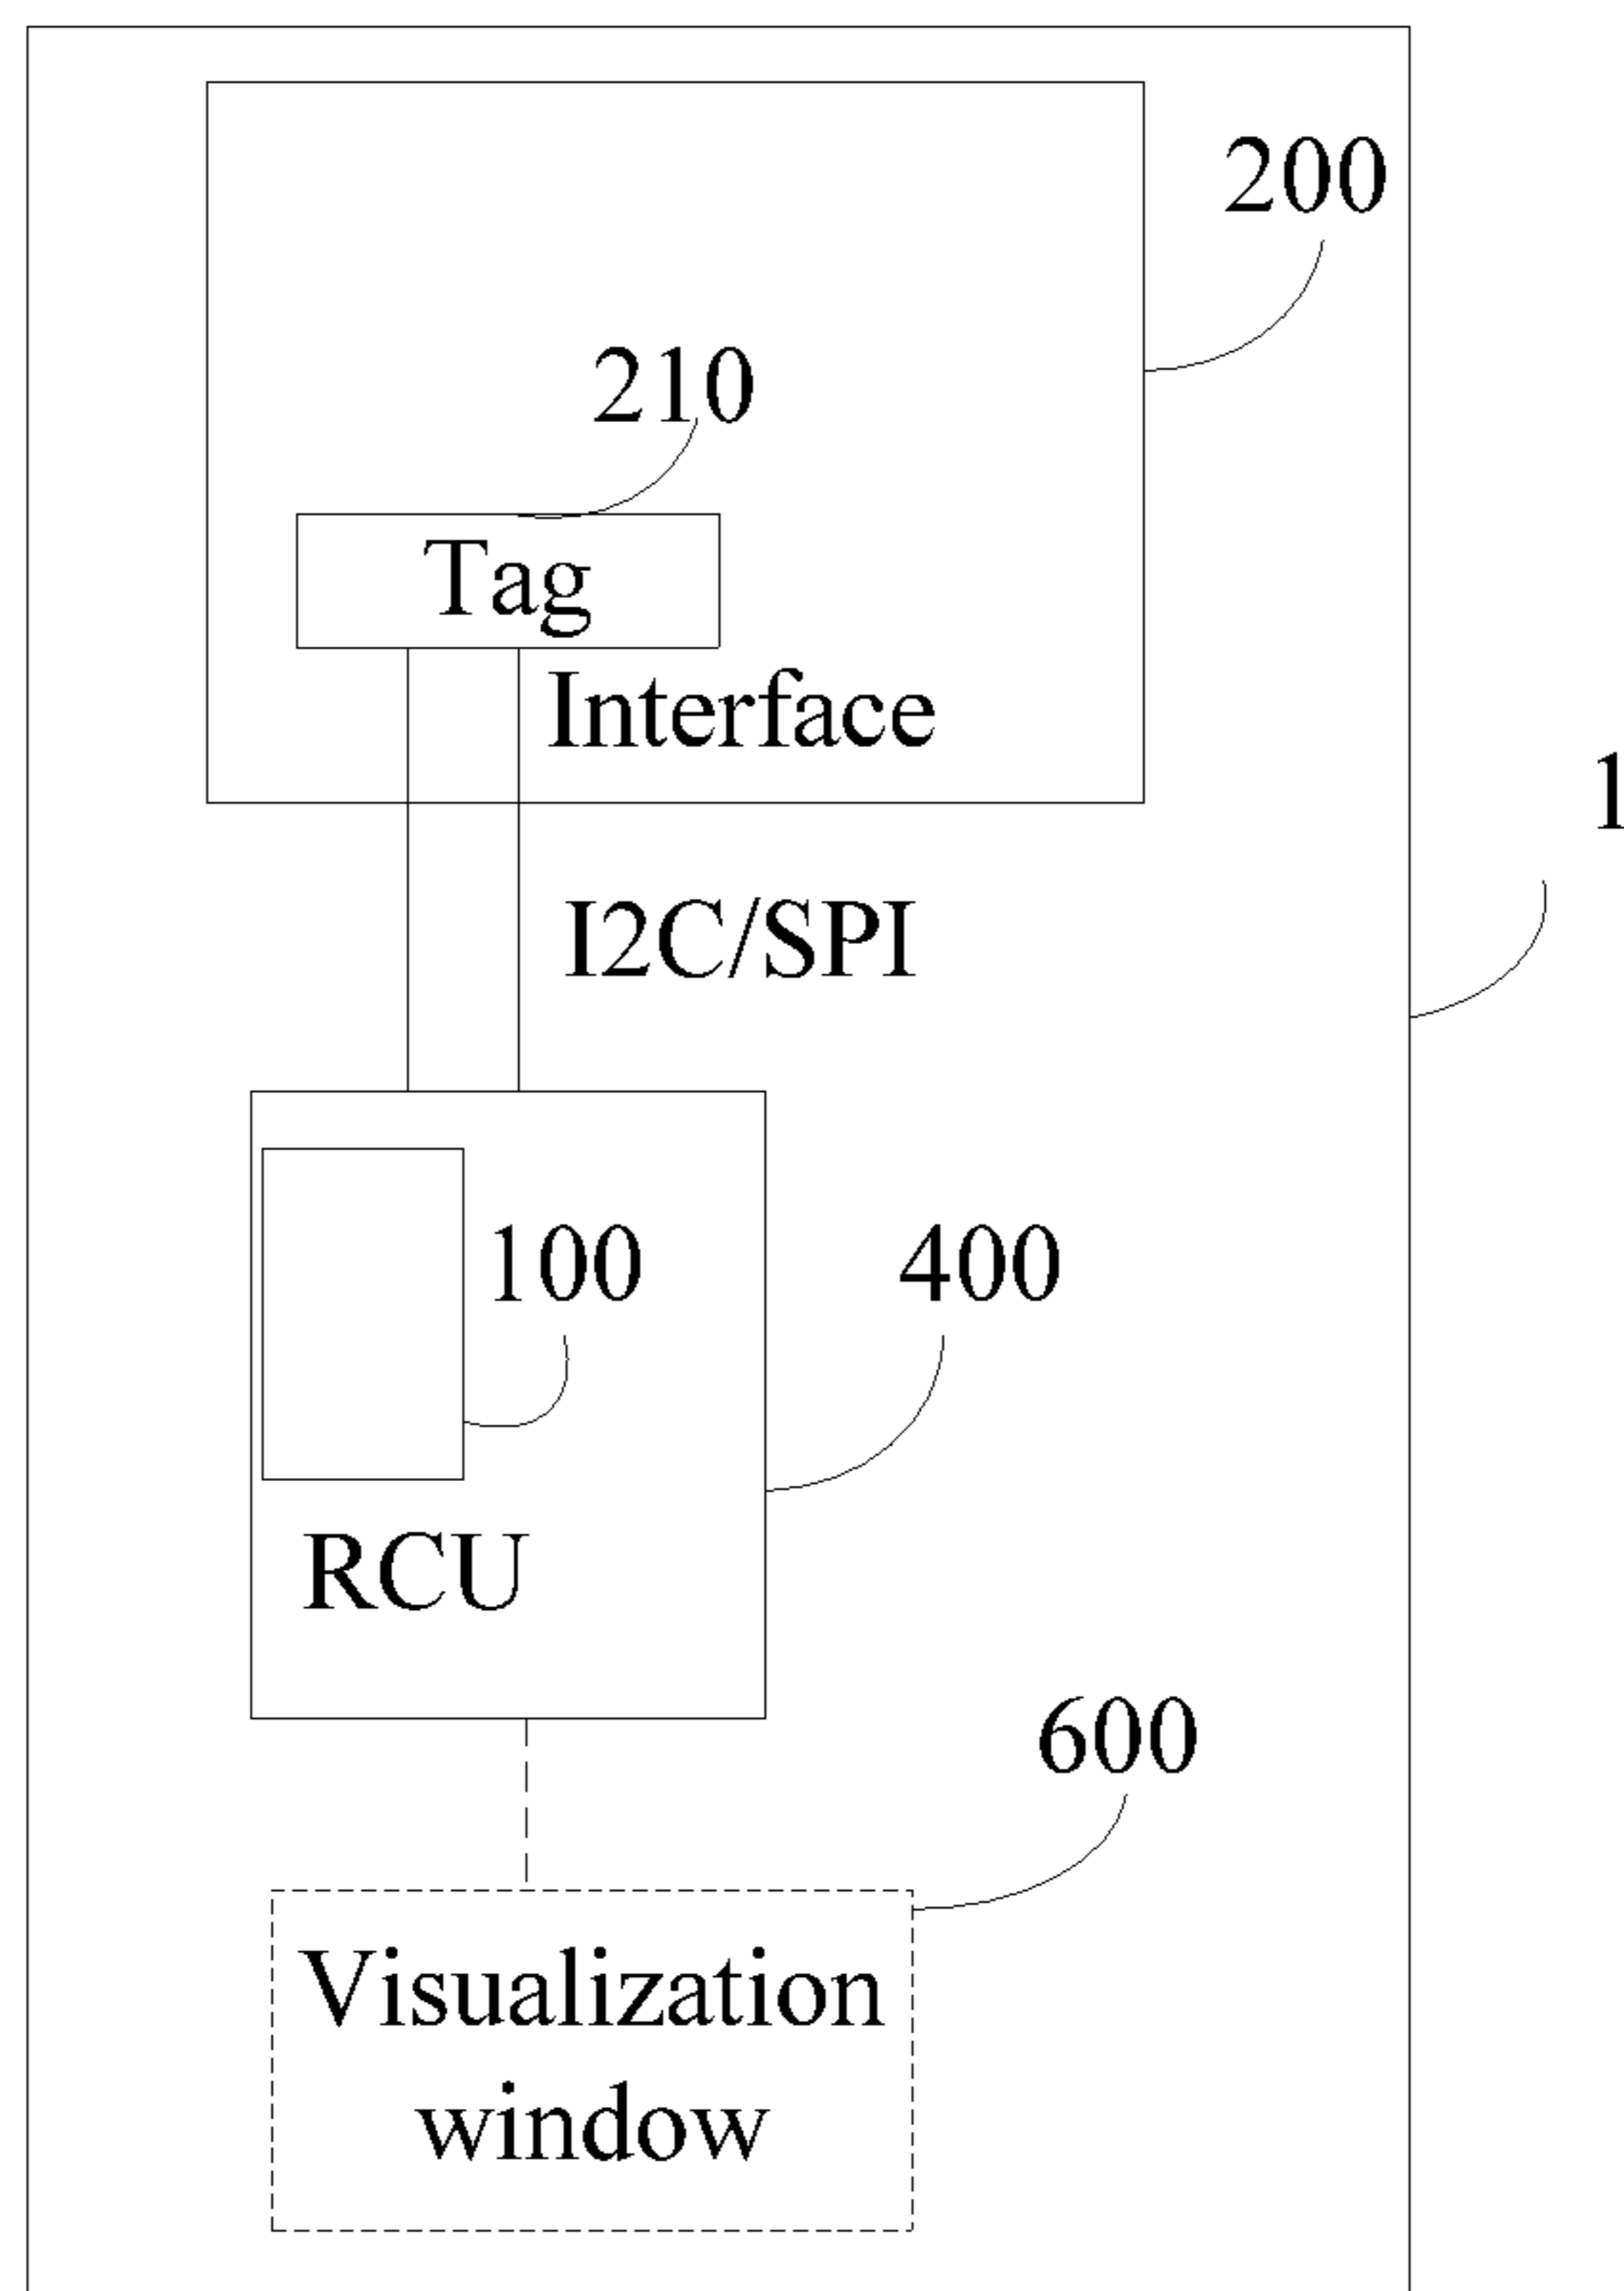 200
210
Tag
Interface
1
I2C/SPI
100
400
RCU
600
Visualization
window